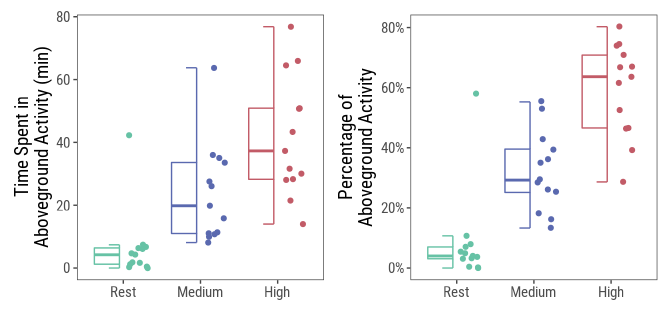 Time Spent in
Aboveground Activity (min)
80
60
40
20
0
Rest Medium High
Percentage of
Aboveground Activity
80%
60%
40%
20%
0%
Rest Medium High